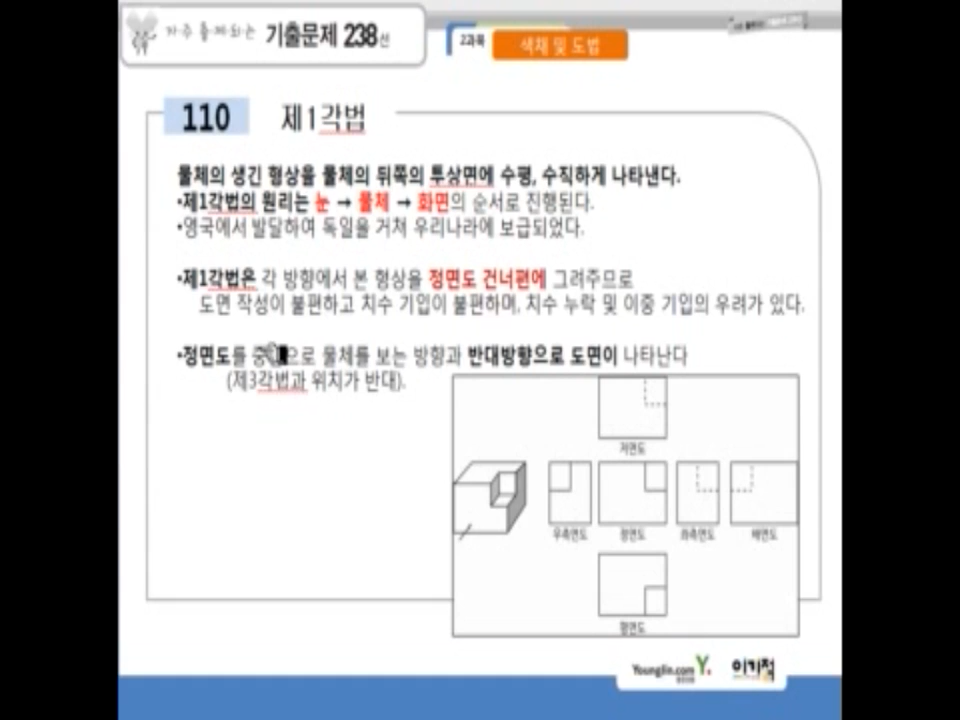 자주 출제되는 기출문제 238선
2과목
색채 및 도법
110 제1각법
물체의 생긴 형상을 물체의 뒤쪽의 투상면에 수평, 수직하게 나타낸다.
•제1각법의 원리는 눈 → 물체 → 화면의 순서로 진행된다.
•영국에서 발달하여 독일을 거쳐 우리나라에 보급되었다.
•제1각법은 각 방향에서 본 형상을 정면도 건너편에 그려주므로
도면 작성이 불편하고 치수 기입이 불편하며, 치수 누락 및 이중 기입의 우려가 있다.
•정면도를 중 으로 물체를 보는 방향과 반대방향으로 도면이 나타난다
(제3각법과 위치가 반대).
저면도
우측면도 정면도 좌측면도 배면도
평면도
Youngjin.com Y. 이기적